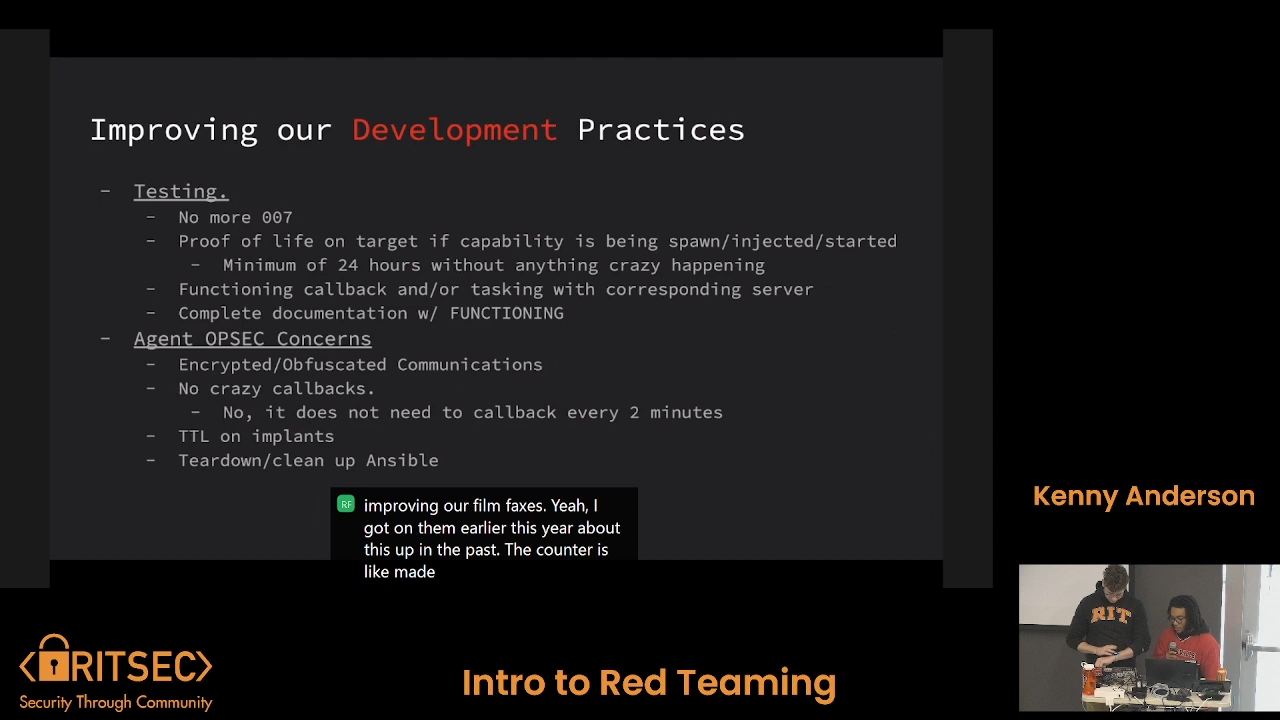 Improving our Development Practices
- Testing.
- No more 007
- Proof of life on target if capability is being spawn/injected/started
- Minimum of 24 hours without anything crazy happening
- Functioning callback and/or tasking with corresponding server
- Complete documentation w/ FUNCTIONING
- Agent OPSEC Concerns
- Encrypted/Obfuscated Communications
- No crazy callbacks.
- No, it does not need to callback every 2 minutes
- TTL on implants
- Teardown/clean up Ansible
RF
improving our film faxes. Yeah, I
got on them earlier this year about
this up in the past. The counter is
like made
Kenny Anderson
RIT
<RITSEC>
Security Through Community
Intro to Red Teaming